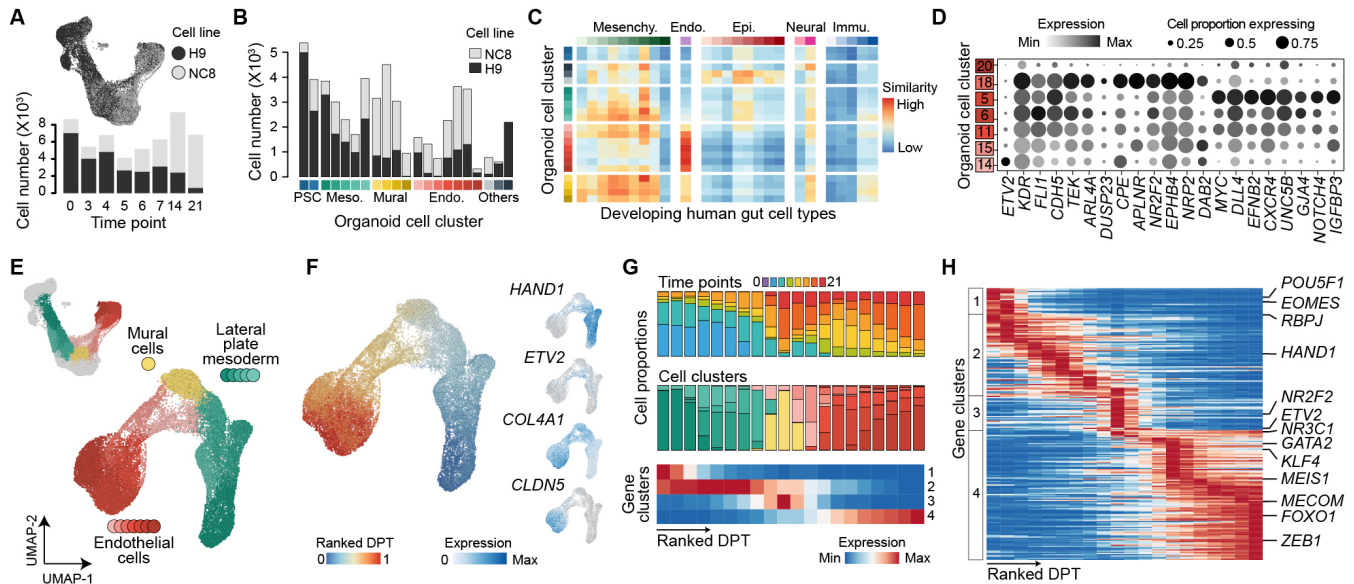 A
Cell line
H9
NC8
Cell number (X10³)
8
6
4
2
0
0 3 4 5 6 7 14 21
Time point
B
Cell line
NC8
H9
Cell number (X10³)
5
4
3
2
1
0
PSC Meso. Mural Endo. Others
Organoid cell cluster
C
Mesenchy. Endo. Epi. Neural Immu.
Organoid cell cluster
Similarity
High
Low
Developing human gut cell types
D
Expression
Min Max
Cell proportion expressing
0.25 0.5 0.75
Organoid cell cluster
20
18
5
6
11
15
14
ETV2
KDR
FLI1
CDH5
TEK
ARL4A
DUSP23
CPE
APLNR
NR2F2
EPHB4
NRP2
DAB2
MYC
DLL4
EFNB2
CXCR4
UNC5B
GJA4
NOTCH4
IGFBP3
E
Mural
cells
Lateral
plate
mesoderm
Endothelial
cells
UMAP-2
UMAP-1
F
HAND1
ETV2
COL4A1
CLDN5
Ranked DPT
0 1
Expression
0 Max
G
Time points
0 21
Cell proportions
Cell clusters
Gene
clusters
1
2
3
4
Ranked DPT
Expression
Min Max
H
Gene clusters
1
2
3
4
POU5F1
EOMES
RBPJ
HAND1
NR2F2
ETV2
NR3C1
GATA2
KLF4
MEIS1
MECOM
FOXO1
ZEB1
Ranked DPT